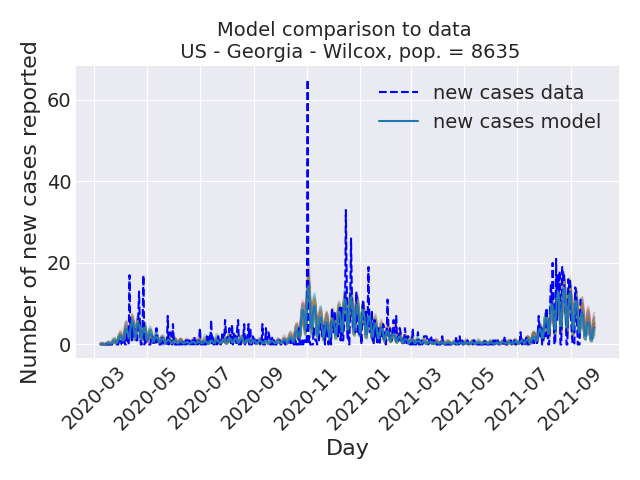 Model comparison to data
US - Georgia - Wilcox, pop. = 8635
Number of new cases reported
60
40
20
0
new cases data
new cases model
2020-03
2020-05
2020-07
2020-09
2020-11
2021-01
2021-03
2021-05
2021-07
2021-09
Day